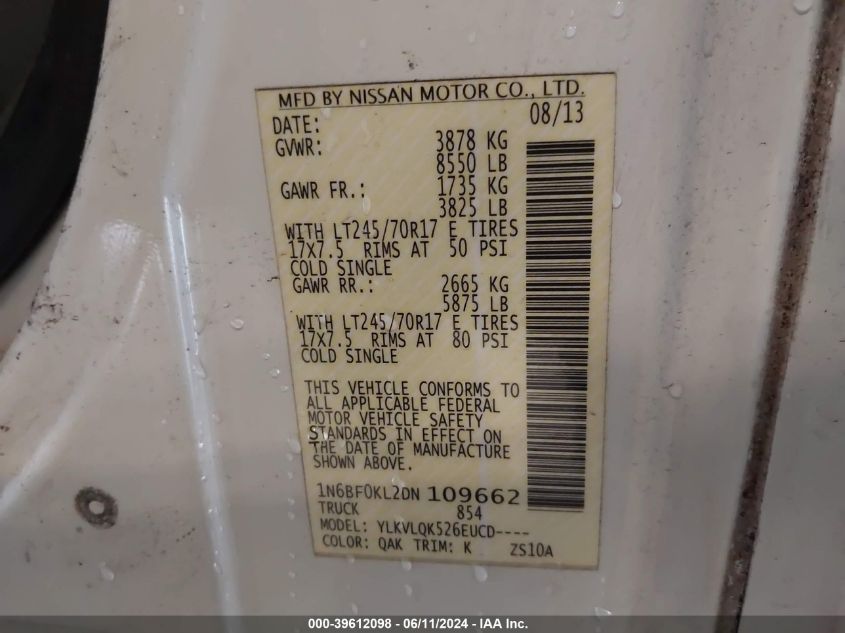 MFD BY NISSAN MOTOR CO., LTD.
DATE: 08/13
GVWR: 3878 KG
8550 LB
GAWR FR.: 1735 KG
3825 LB
WITH LT245/70R17 E TIRES
17X7.5 RIMS AT 50 PSI
COLD SINGLE
GAWR RR.: 2665 KG
5875 LB
WITH LT245/70R17 E TIRES
17X7.5 RIMS AT 80 PSI
COLD SINGLE
THIS VEHICLE CONFORMS TO
ALL APPLICABLE FEDERAL
MOTOR VEHICLE SAFETY
STANDARDS IN EFFECT ON
THE DATE OF MANUFACTURE
SHOWN ABOVE.
1N6BF0KL2DN 109662
TRUCK 854
MODEL: YLKVLQK526EUCD----
COLOR: QAK TRIM: K ZS10A
000-39612098 - 06/11/2024 - IAA Inc.